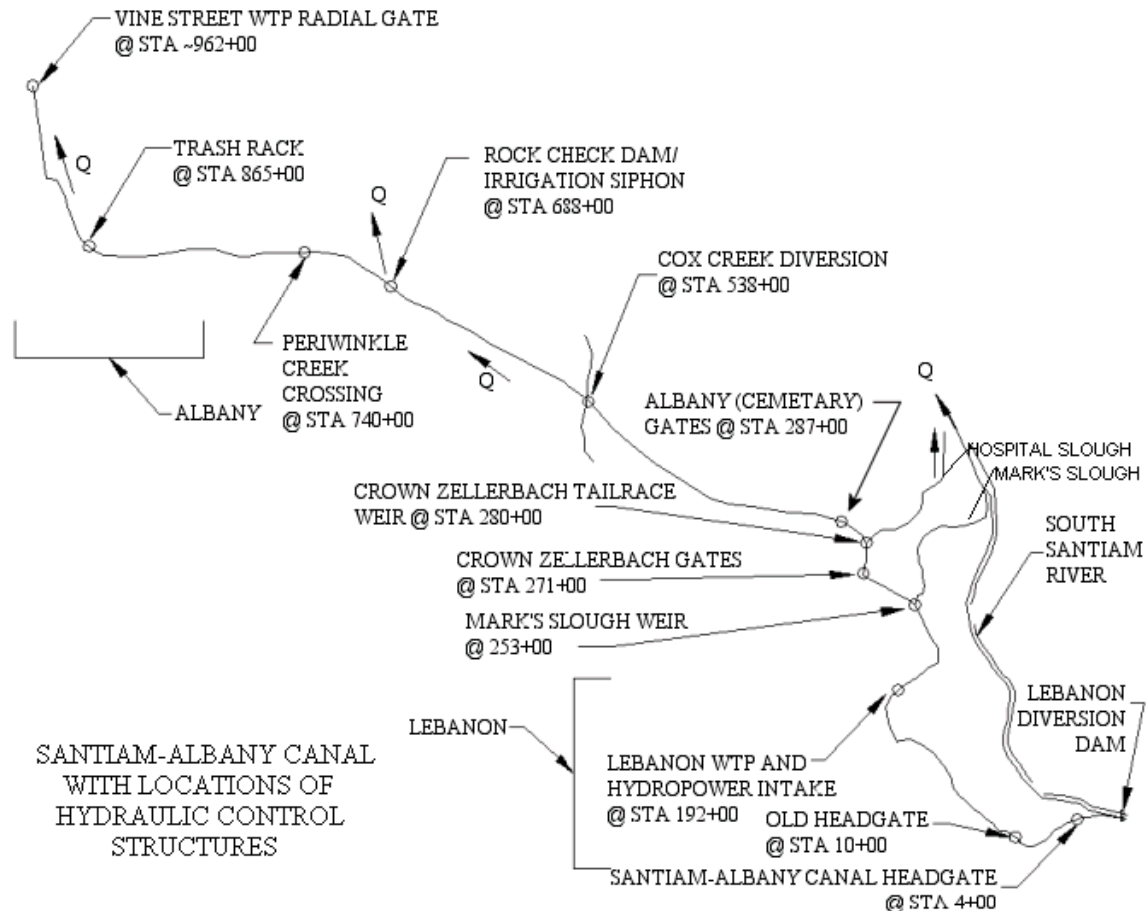 VINE STREET WTP RADIAL GATE
@ STA ~962+00
TRASH RACK
@ STA 865+00
Q
ROCK CHECK DAM/
IRRIGATION SIPHON
@ STA 688+00
Q
COX CREEK DIVERSION
@ STA 538+00
PERIWINKLE
CREEK
CROSSING
@ STA 740+00
ALBANY
Q
ALBANY (CEMETARY)
GATES @ STA 287+00
Q
HOSPITAL SLOUGH
MARK'S SLOUGH
CROWN ZELLERBACH TAILRACE
WEIR @ STA 280+00
SOUTH
SANTIAM
RIVER
CROWN ZELLERBACH GATES
@ STA 271+00
MARK'S SLOUGH WEIR
@ 253+00
LEBANON
LEBANON
DIVERSION
DAM
LEBANON WTP AND
HYDROPOWER INTAKE
@ STA 192+00
OLD HEADGATE
@ STA 10+00
SANTIAM-ALBANY CANAL HEADGATE
@ STA 4+00
SANTIAM-ALBANY CANAL
WITH LOCATIONS OF
HYDRAULIC CONTROL
STRUCTURES